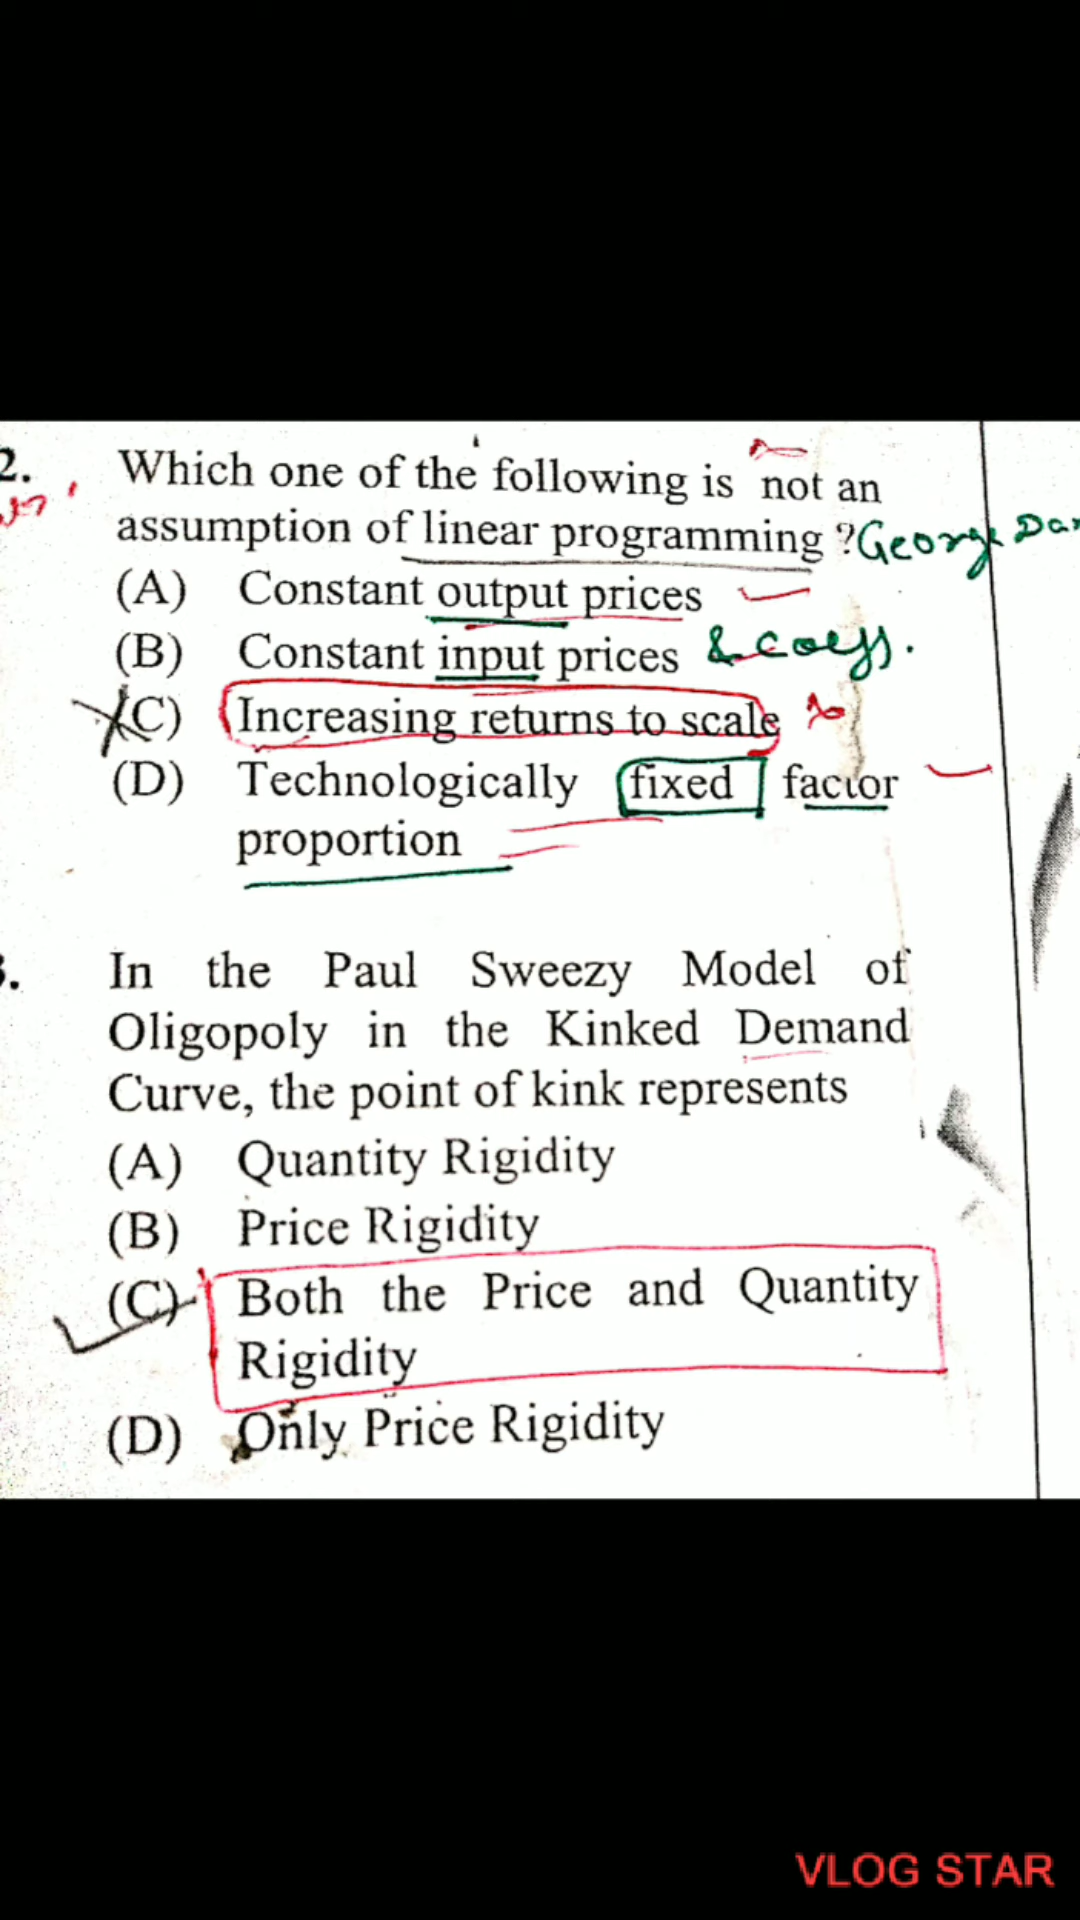 2. Which one of the following is not an
assumption of linear programming ? George Dan
(A) Constant output prices
(B) Constant input prices & coeff.
(C) Increasing returns to scale
(D) Technologically fixed factor
proportion
3. In the Paul Sweezy Model of
Oligopoly in the Kinked Demand
Curve, the point of kink represents
(A) Quantity Rigidity
(B) Price Rigidity
(C) Both the Price and Quantity
Rigidity
(D) Only Price Rigidity
VLOG STAR